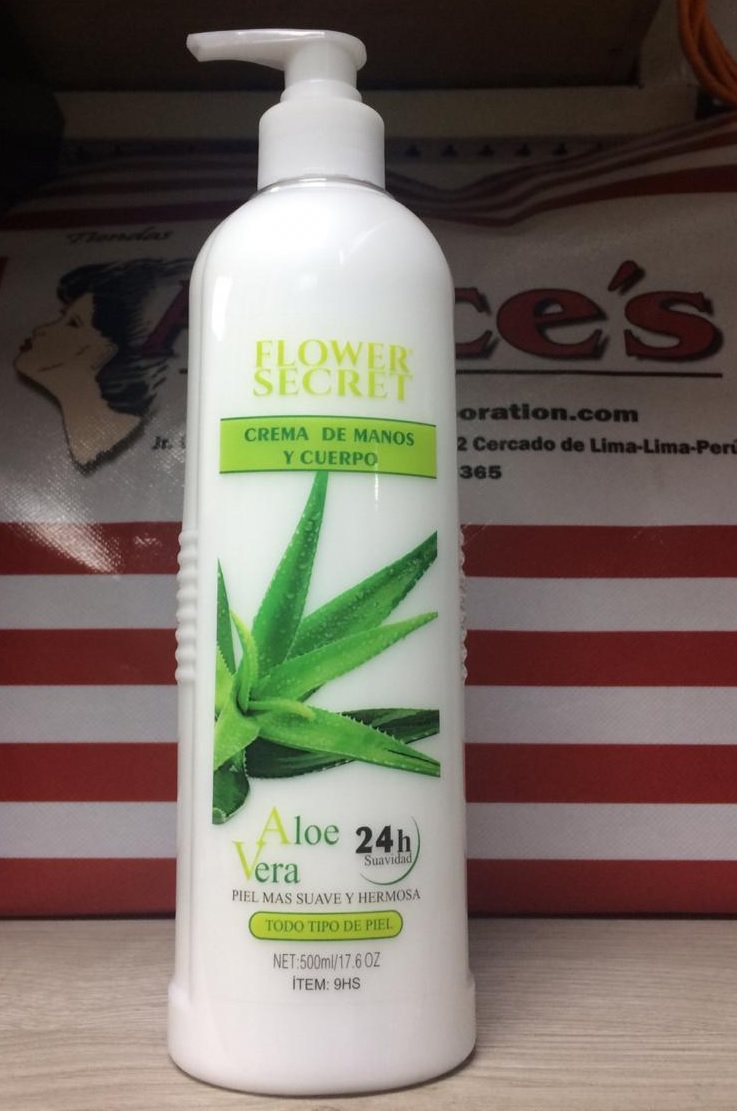 Tiendas
ce's
oration.com
Jr.
2 Cercado de Lima-Lima-Perú
365
FLOWER
SECRET
CREMA DE MANOS
Y CUERPO
Aloe
Vera
24h
Suavidad
PIEL MAS SUAVE Y HERMOSA
TODO TIPO DE PIEL
NET:500ml/17.6 OZ
ÍTEM: 9HS